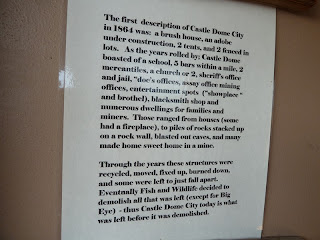 The first description of Castle Dome City
in 1864 was: a brush house, an adobe
under construction, 2 tents, and 2 fenced in
lots. As the years rolled by; Castle Dome
boasted of a school, 5 bars within a mile, 2
mercantiles, a church or 2, sheriff's office
and jail, "doc's offices, assay office mining
offices, entertainment spots ("showplace "
and brothel), blacksmith shop and
numerous dwellings for families and
miners. Those ranged from houses (some
had a fireplace), to piles of rocks stacked up
on a rock wall, blasted out caves, and many
made home sweet home in a mine.

Through the years these structures were
recycled, moved, fixed up, burned down,
and some were left to just fall apart.
Eventually Fish and Wildlife decided to
demolish all that was left (except for Big
Eye) - thus Castle Dome City today is what
was left before it was demolished.